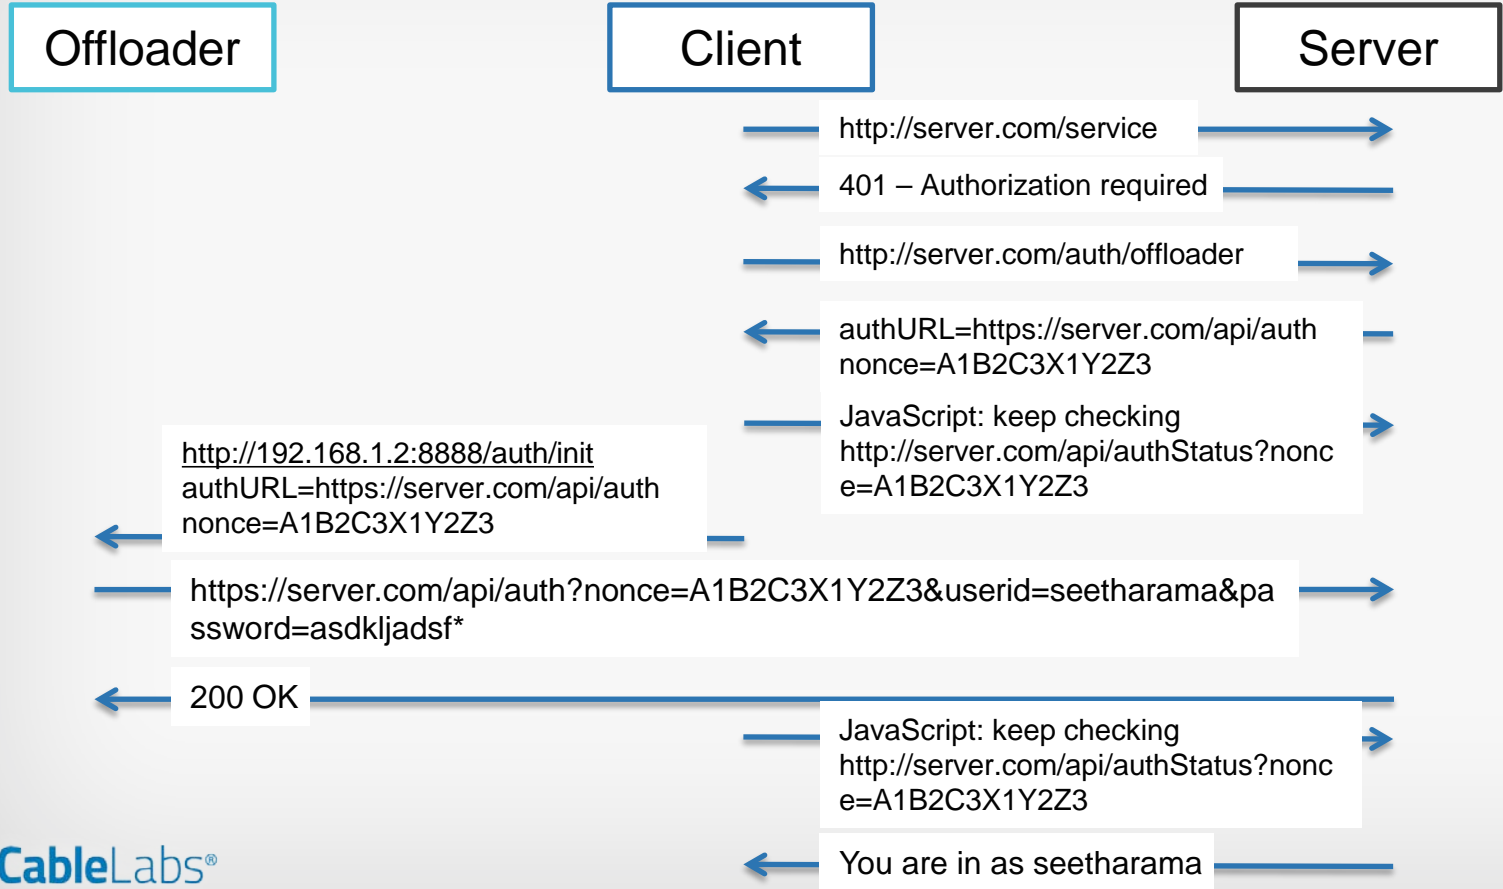 Offloader
Client
Server
http://server.com/service
401 – Authorization required
http://server.com/auth/offloader
authURL=https://server.com/api/auth
nonce=A1B2C3X1Y2Z3
JavaScript: keep checking
http://server.com/api/authStatus?nonc
e=A1B2C3X1Y2Z3
http://192.168.1.2:8888/auth/init
authURL=https://server.com/api/auth
nonce=A1B2C3X1Y2Z3
https://server.com/api/auth?nonce=A1B2C3X1Y2Z3&userid=seetharama&pa
ssword=asdkljadsf*
200 OK
JavaScript: keep checking
http://server.com/api/authStatus?nonc
e=A1B2C3X1Y2Z3
You are in as seetharama
CableLabs®